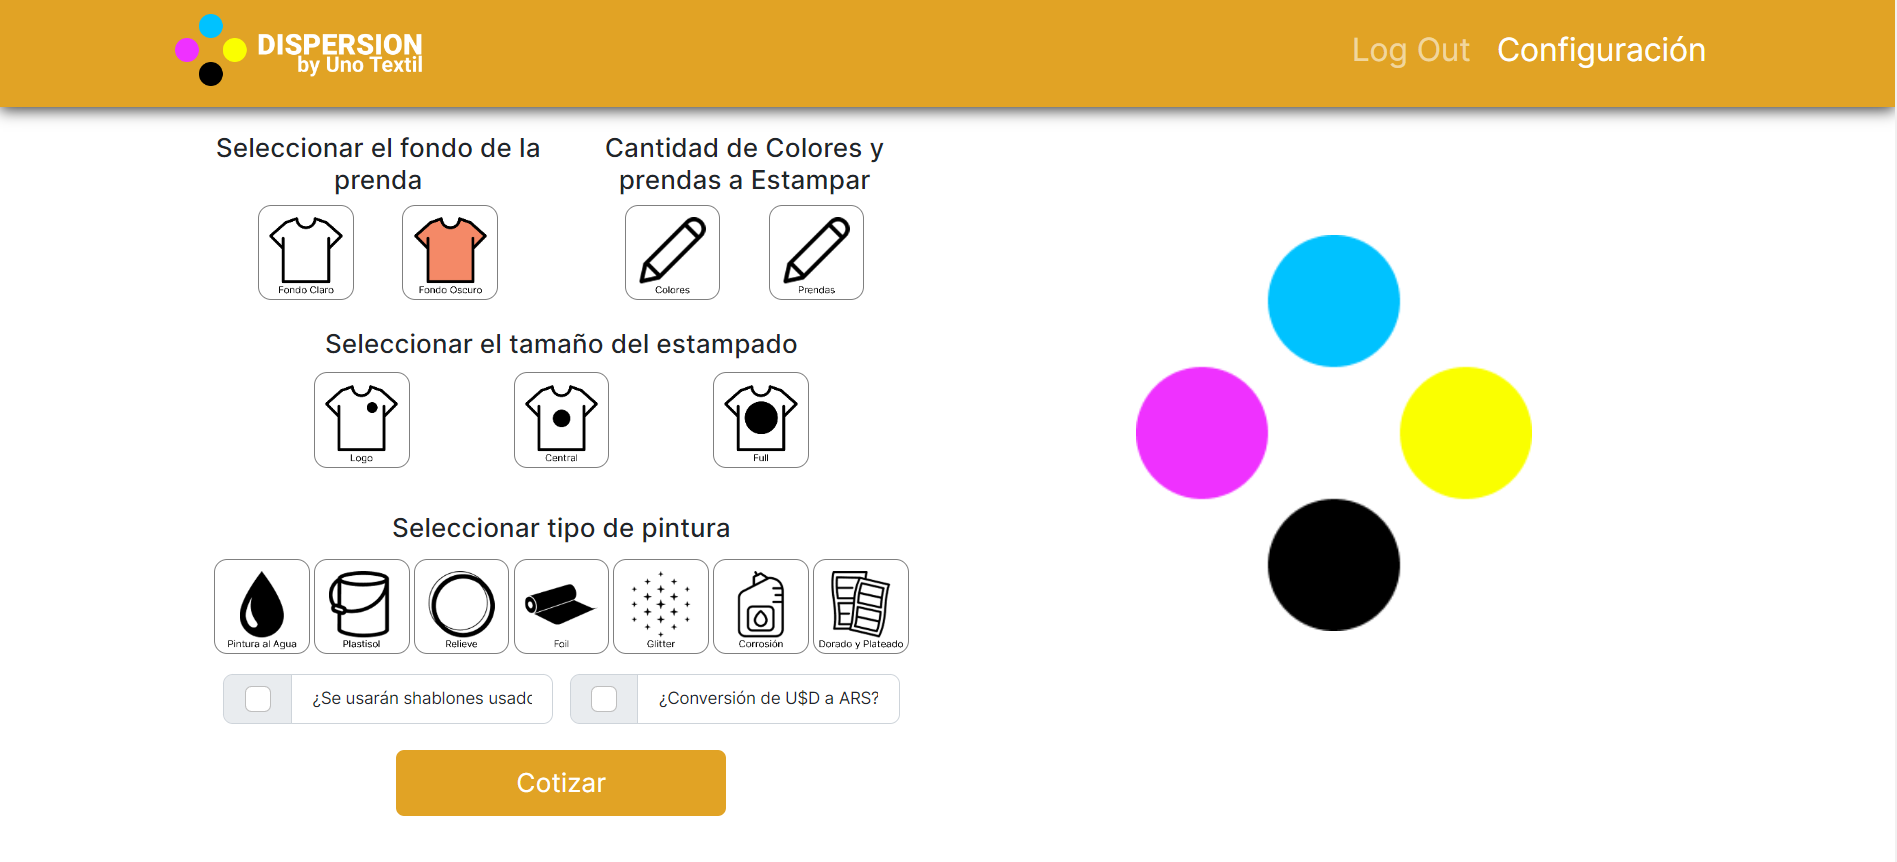 DISPERSION
by Uno Textil
Log Out
Configuración
Seleccionar el fondo de la
prenda
Fondo Claro
Fondo Oscuro
Cantidad de Colores y
prendas a Estampar
Colores
Prendas
Seleccionar el tamaño del estampado
Logo
Central
Full
Seleccionar tipo de pintura
Pintura al Agua
Plastisol
Relieve
Foil
Glitter
Corrosión
Dorado y Plateado
¿Se usarán shablones usado
¿Conversión de U$D a ARS?
Cotizar